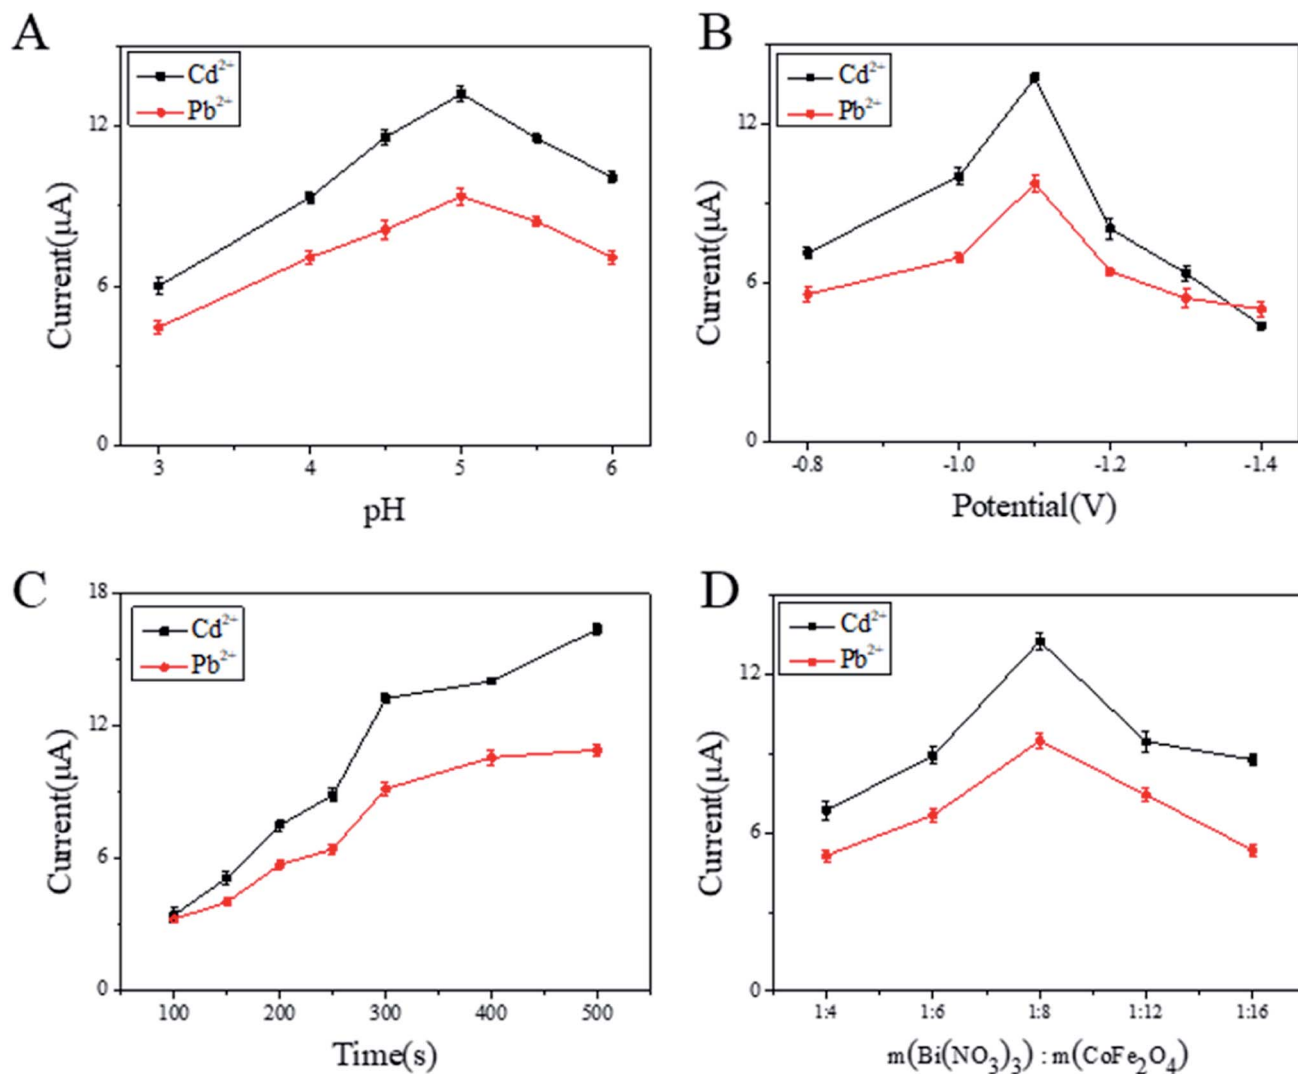 A
Cd²⁺
Pb²⁺
12
6
0
Current(μA)
3
4
5
6
pH
B
Cd²⁺
Pb²⁺
12
6
0
Current(μA)
-0.8
-1.0
-1.2
-1.4
Potential(V)
C
18
Cd²⁺
Pb²⁺
12
6
0
Current(μA)
100
200
300
400
500
Time(s)
D
Cd²⁺
Pb²⁺
12
6
0
Current(μA)
1:4
1:6
1:8
1:12
1:16
m(Bi(NO₃)₃) : m(CoFe₂O₄)